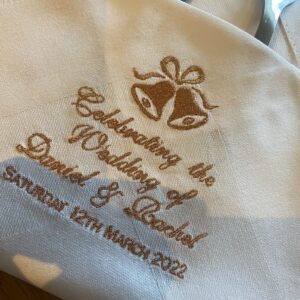 Celebrating the
Wedding of
Daniel & Rachel
SATURDAY 12TH MARCH 2022